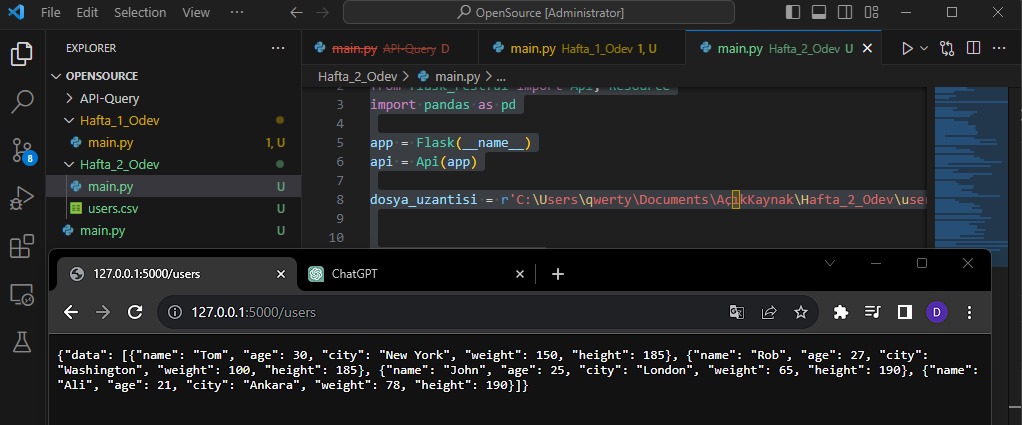 File Edit Selection View ··· OpenSource [Administrator]
EXPLORER ···
OPENSOURCE
API-Query
Hafta_1_Odev
main.py 1, U
Hafta_2_Odev
main.py U
users.csv U
main.py U
8
main.py API-Query D
main.py Hafta_1_Odev 1, U
main.py Hafta_2_Odev U
Hafta_2_Odev > main.py > ...
2 from flask_restful import Api, Resource
3 import pandas as pd
4
5 app = Flask(__name__)
6 api = Api(app)
7
8 dosya_uzantisi = r'C:\Users\qwerty\Documents\AçıkKaynak\Hafta_2_Odev\use
9
10
127.0.0.1:5000/users
ChatGPT
127.0.0.1:5000/users
D
{"data": [{"name": "Tom", "age": 30, "city": "New York", "weight": 150, "height": 185}, {"name": "Rob", "age": 27, "city":
"Washington", "weight": 100, "height": 185}, {"name": "John", "age": 25, "city": "London", "weight": 65, "height": 190}, {"name":
"Ali", "age": 21, "city": "Ankara", "weight": 78, "height": 190}]}